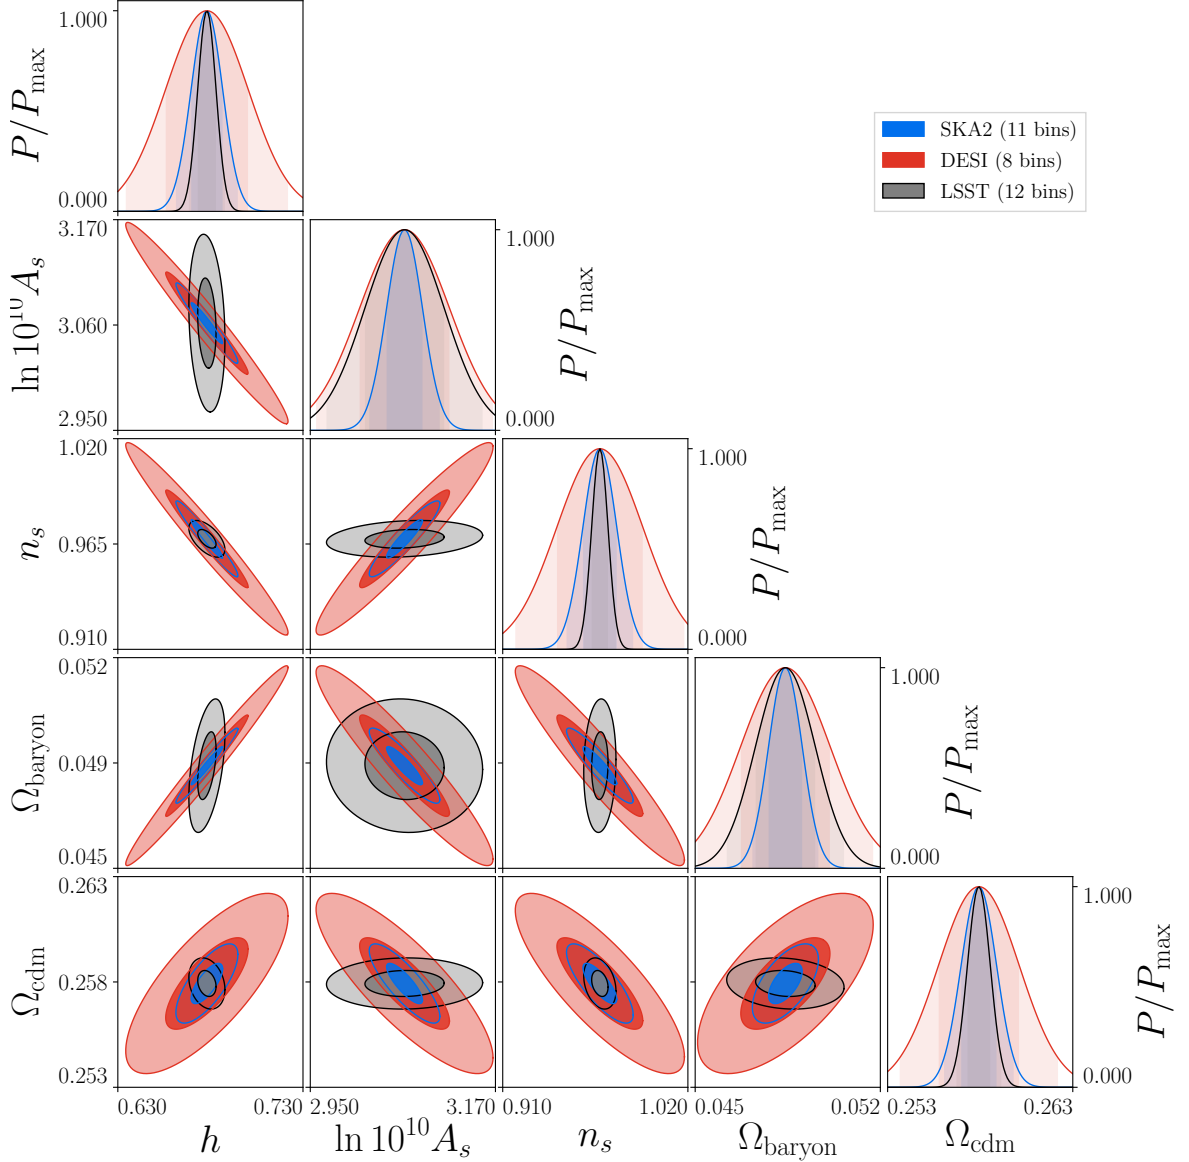 1.000
P/P_max
0.000
SKA2 (11 bins)
DESI (8 bins)
LSST (12 bins)
3.170
ln 10^10 A_s
3.060
2.950
1.000
P/P_max
0.000
1.020
n_s
0.965
0.910
1.000
P/P_max
0.000
0.052
Ω_baryon
0.049
0.045
1.000
P/P_max
0.000
0.263
Ω_cdm
0.258
0.253
1.000
P/P_max
0.000
0.630 0.730 2.950 3.170 0.910 1.020 0.045 0.052 0.253 0.263
h ln 10^10 A_s n_s Ω_baryon Ω_cdm